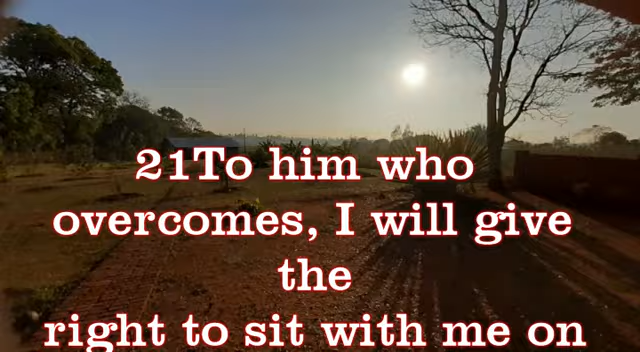 21To him who
overcomes, I will give
the
right to sit with me on